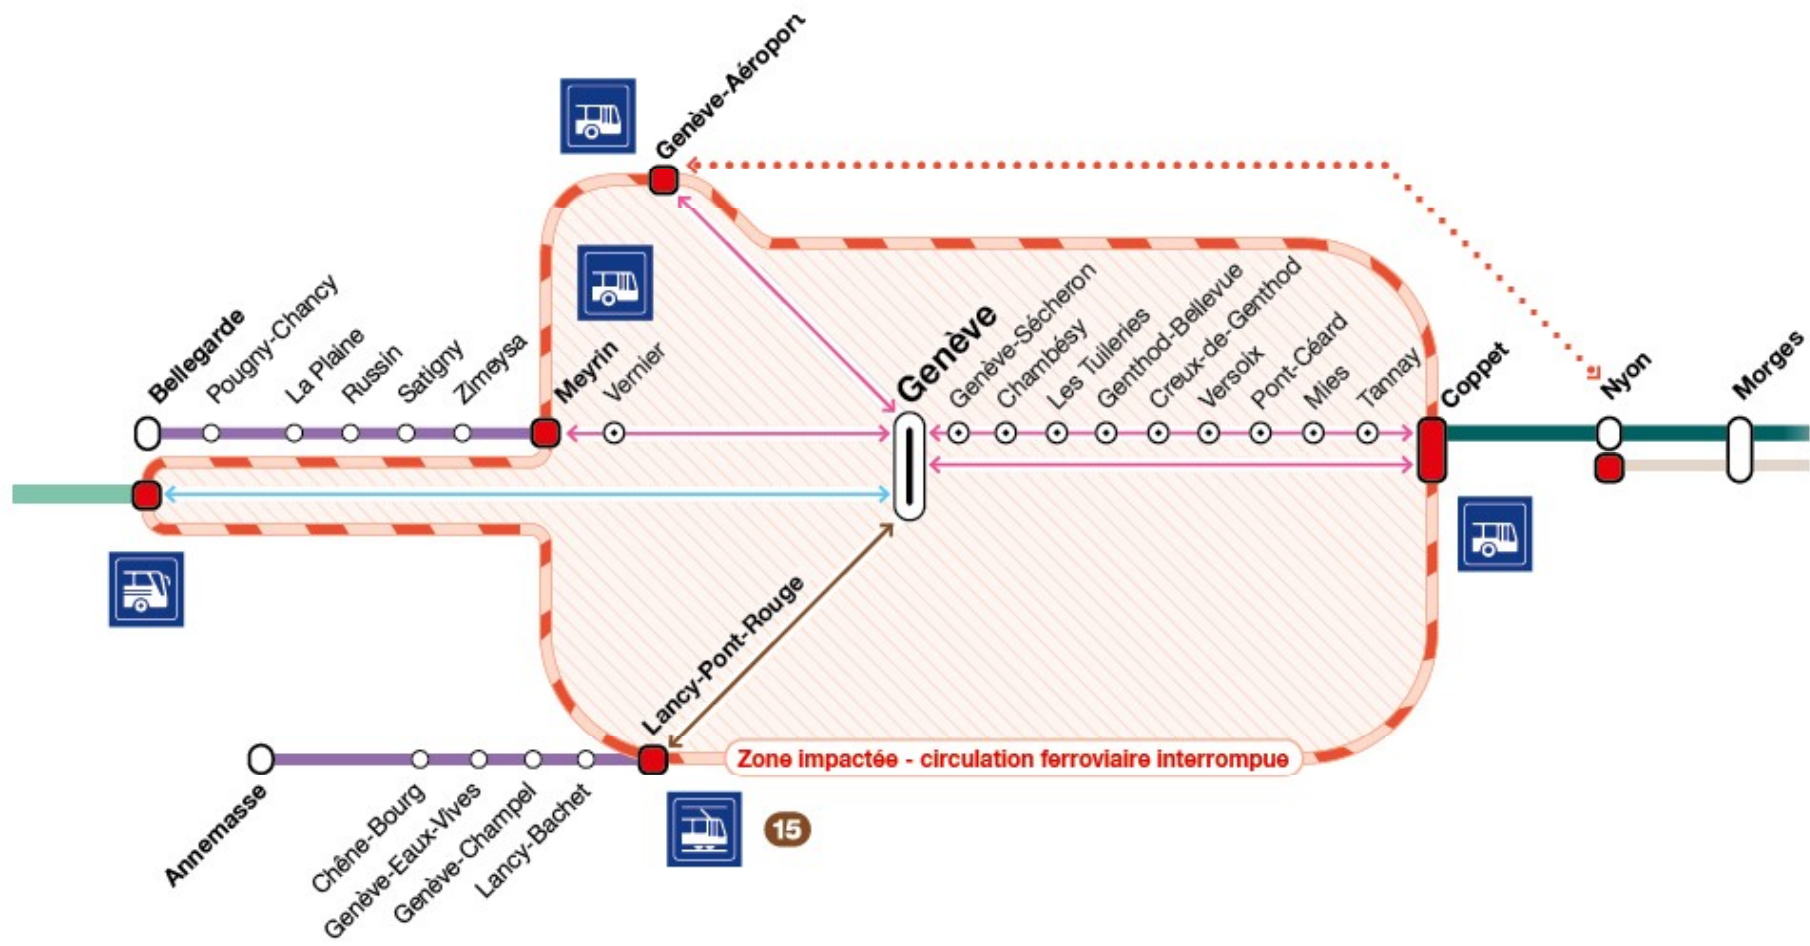 Genève-Aéroport
Bellegarde
Pougny-Chancy
La Plaine
Russin
Satigny
Zimeysa
Meyrin
Vernier
Genève
Genève-Sécheron
Chambésy
Les Tuileries
Genthod-Bellevue
Creux-de-Genthod
Versoix
Pont-Céard
Mies
Tannay
Coppet
Nyon
Morges
Lancy-Pont-Rouge
Zone impactée - circulation ferroviaire interrompue
Annemasse
Chêne-Bourg
Genève-Eaux-Vives
Genève-Champel
Lancy-Bachet
15